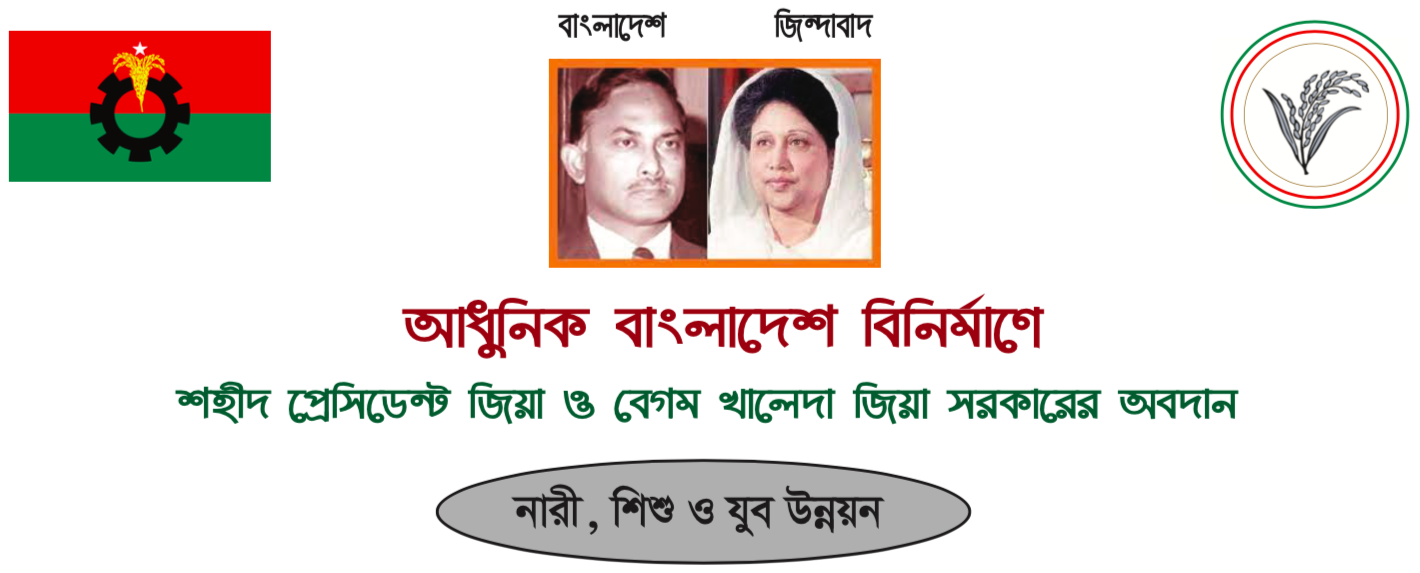 বাংলাদেশ জিন্দাবাদ
আধুনিক বাংলাদেশ বিনির্মাণে
শহীদ প্রেসিডেন্ট জিয়া ও বেগম খালেদা জিয়া সরকারের অবদান
নারী, শিশু ও যুব উন্নয়ন